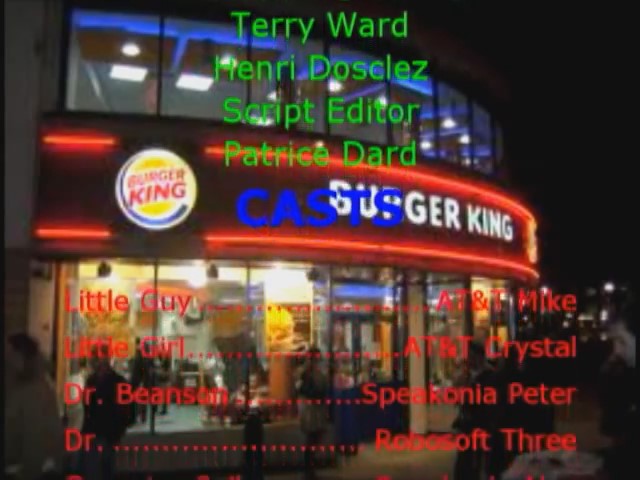 Terry Ward
Henri Dosclez
Script Editor
Patrice Dard
BURGER
KING
CASTS
BURGER KING
Little Guy ........................ AT&T Mike
Little Girl......................AT&T Crystal
Dr. Beanson.............Speakonia Peter
Dr. .......................... Robosoft Three